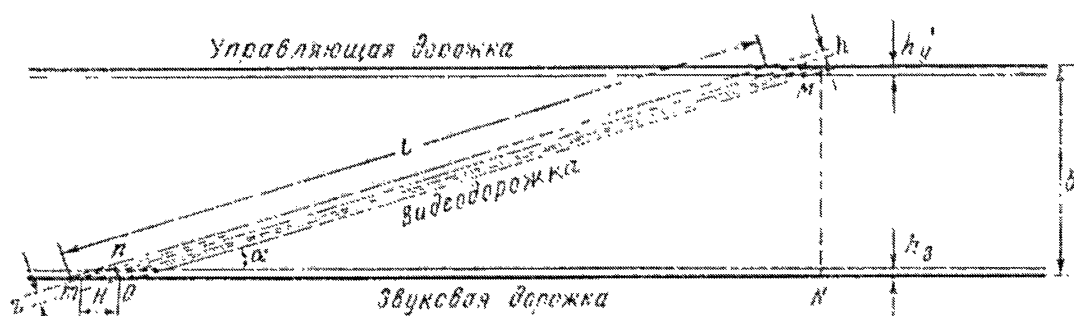 Управляющая дорожка
h
hу'
M
l
Видеодорожка
b
n
α
m
H
O
hз
Звуковая дорожка
N